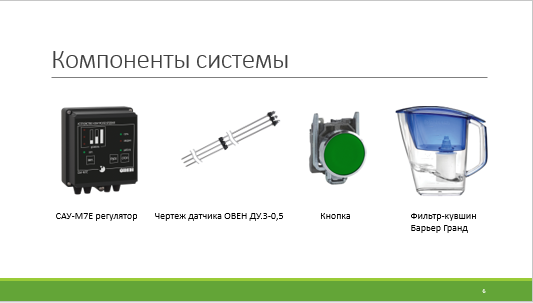 Компоненты системы
САУ-М7Е регулятор
Чертеж датчика ОВЕН ДУ.3-0,5
Кнопка
Фильтр-кувшин
Барьер Гранд
6